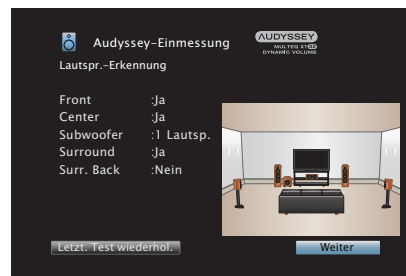 Audyssey-Einmessung
AUDYSSEY
MULTEQ XT32
DYNAMIC VOLUME
Lautspr.-Erkennung
Front :Ja
Center :Ja
Subwoofer :1 Lautsp.
Surround :Ja
Surr. Back :Nein
Letzt. Test wiederhol.
Weiter